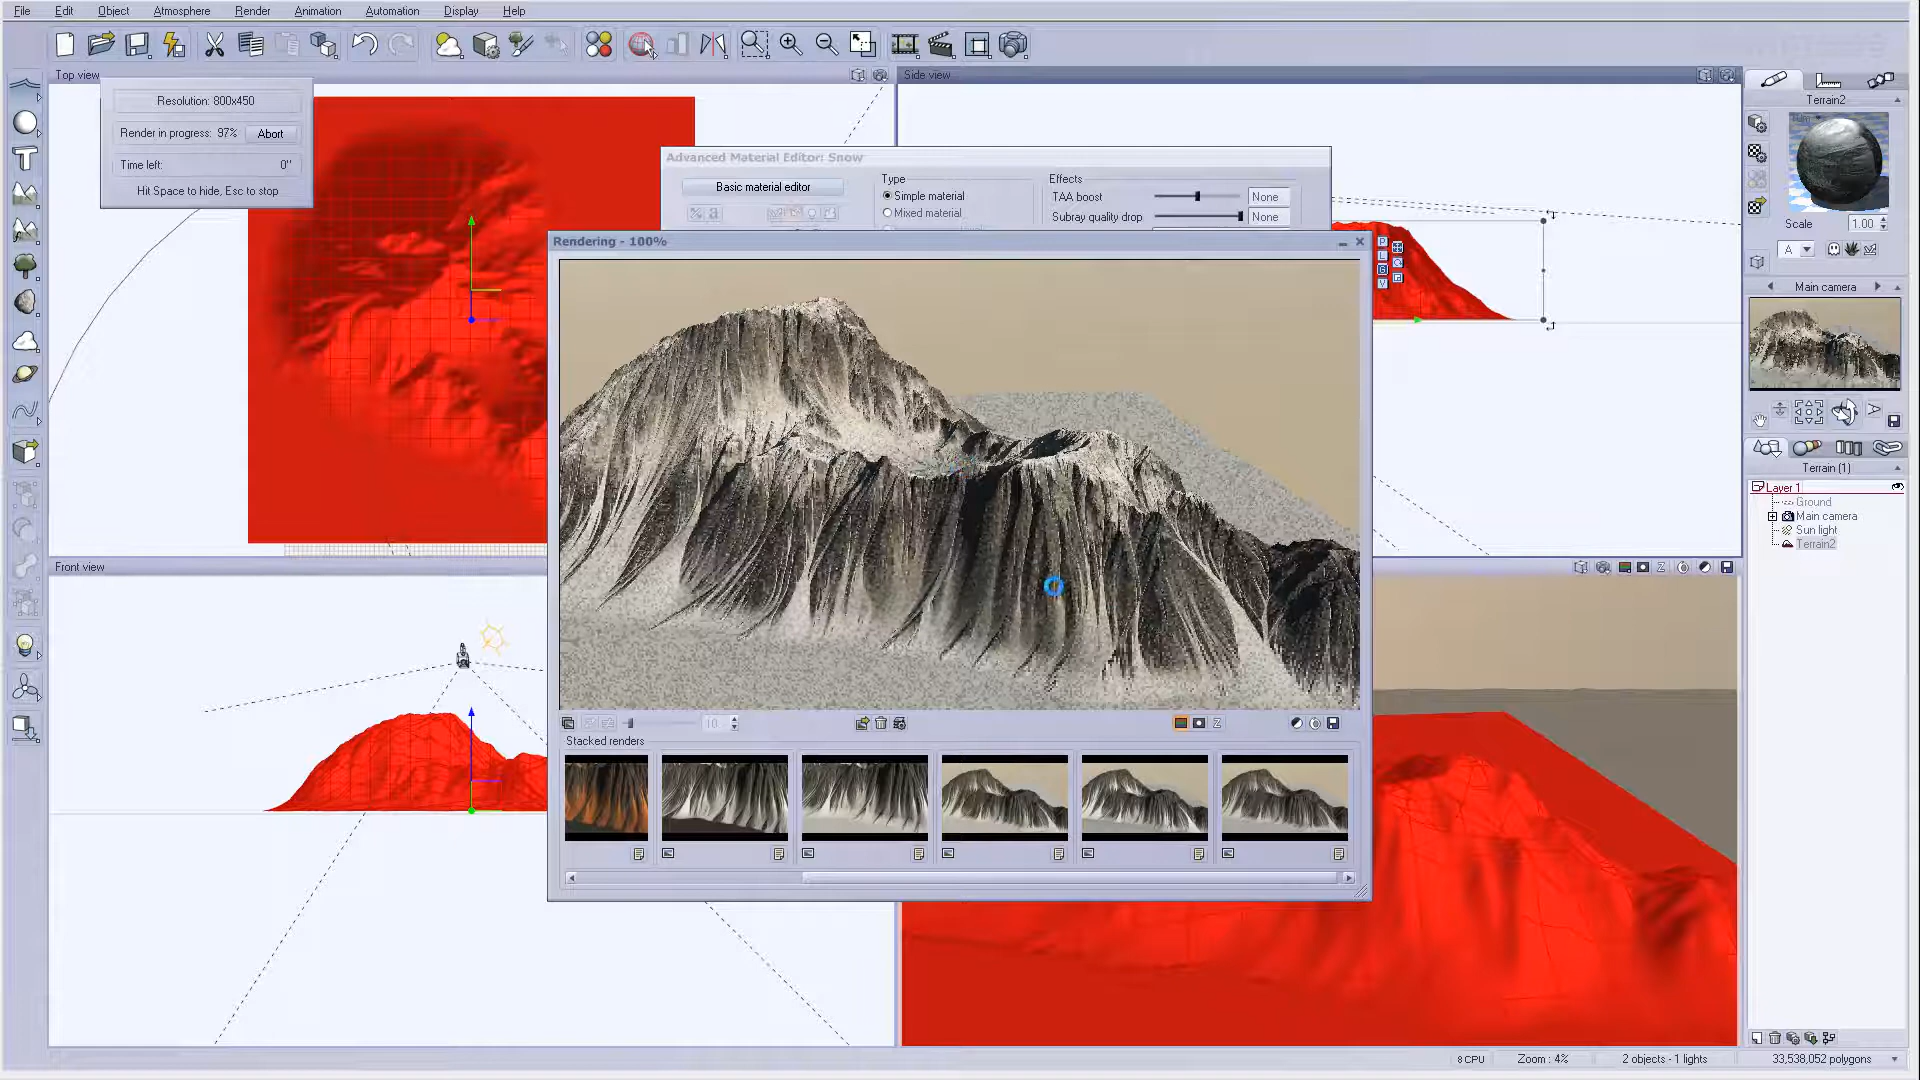 File Edit Object Atmosphere Render Animation Automation Display Help
Top view
Side view
Resolution: 800x450
Render in progress: 97% Abort
Time left: 0"
Hit Space to hide, Esc to stop
Advanced Material Editor: Snow
Basic material editor
Type
Simple material
Mixed material
Effects
TAA boost None
Subray quality drop None
Rendering - 100%
10
Stacked renders
Front view
Terrain2
Scale 1.00
A
Main camera
Terrain (1)
Layer 1
Ground
Main camera
Sun light
Terrain2
8 CPU Zoom : 4% 2 objects - 1 lights 33,538,052 polygons